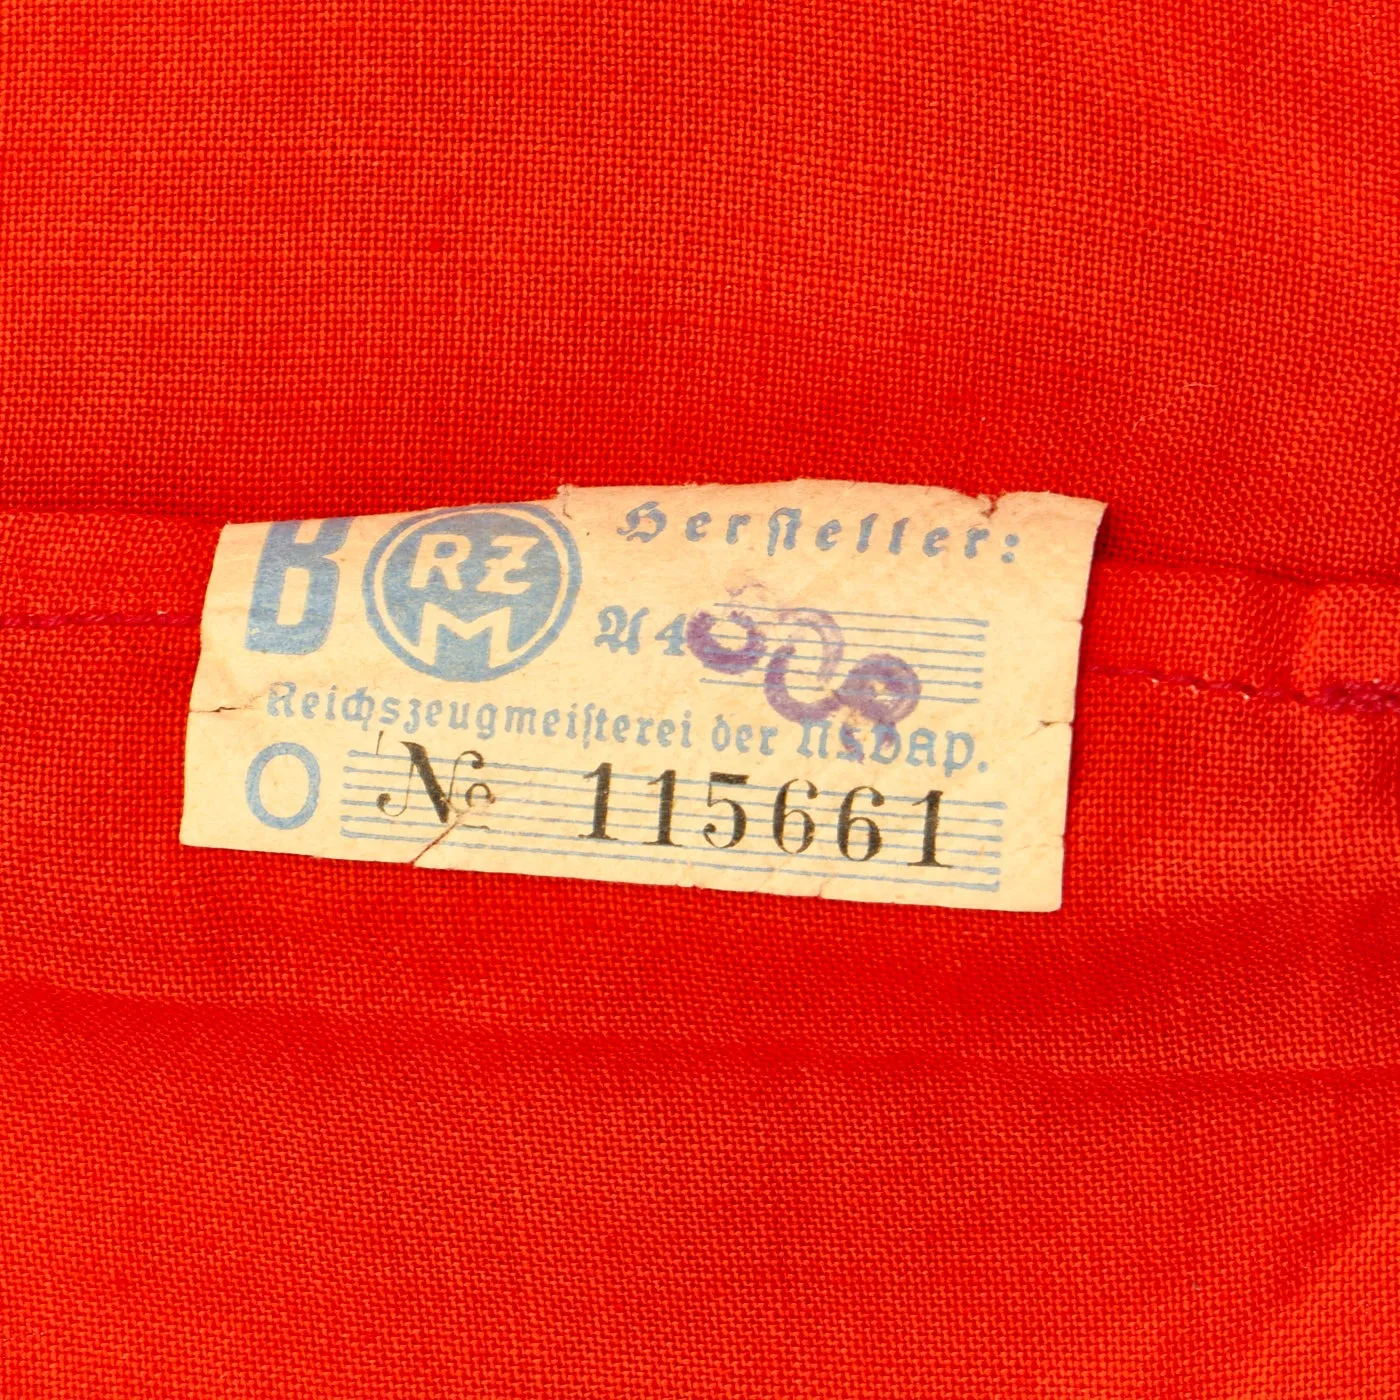 B RZM Hersteller:
A4
Reichszeugmeisterei der NSDAP.
O № 115661